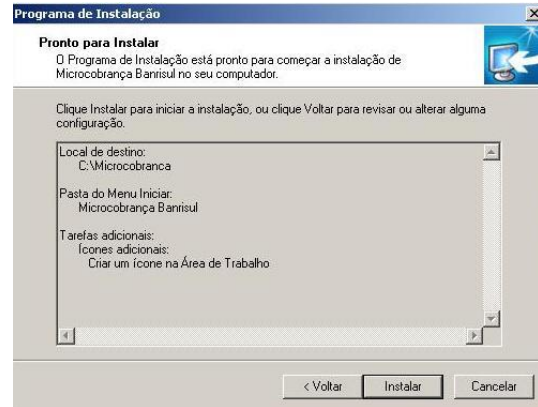 Programa de Instalação
Pronto para Instalar
O Programa de Instalação está pronto para começar a instalação de
Microcobrança Banrisul no seu computador.
Clique Instalar para iniciar a instalação, ou clique Voltar para revisar ou alterar alguma
configuração.
Local de destino:
C:\Microcobranca
Pasta do Menu Iniciar:
Microcobrança Banrisul
Tarefas adicionais:
Ícones adicionais:
Criar um ícone na Área de Trabalho
< Voltar
Instalar
Cancelar